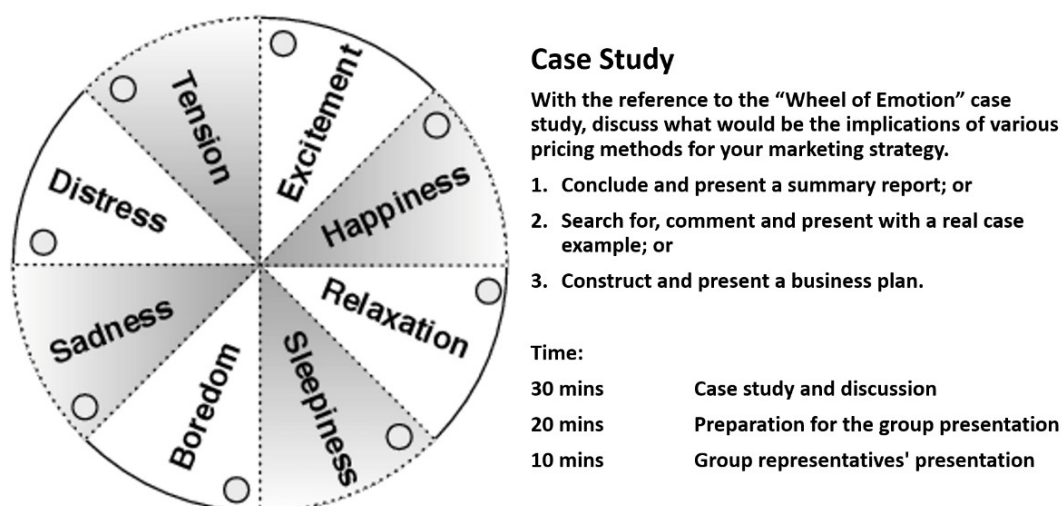 Tension
Excitement
Distress
Happiness
Sadness
Relaxation
Boredom
Sleepiness
Case Study
With the reference to the “Wheel of Emotion” case
study, discuss what would be the implications of various
pricing methods for your marketing strategy.
1. Conclude and present a summary report; or
2. Search for, comment and present with a real case
example; or
3. Construct and present a business plan.
Time:
30 mins Case study and discussion
20 mins Preparation for the group presentation
10 mins Group representatives' presentation